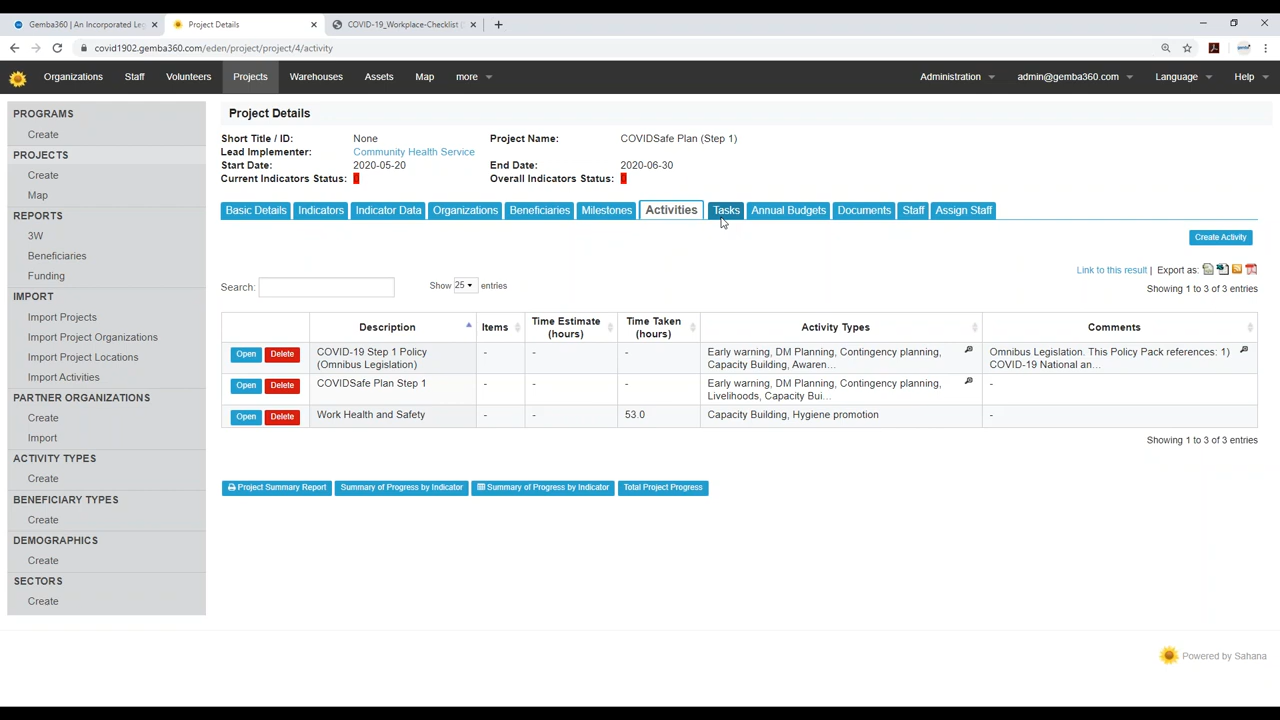 Gemba360 | An Incorporated Leg
Project Details
COVID-19_Workplace-Checklist
covid1902.gemba360.com/eden/project/project/4/activity
Organizations Staff Volunteers Projects Warehouses Assets Map more Administration admin@gemba360.com Language Help
PROGRAMS
Create
PROJECTS
Create
Map
REPORTS
3W
Beneficiaries
Funding
IMPORT
Import Projects
Import Project Organizations
Import Project Locations
Import Activities
PARTNER ORGANIZATIONS
Create
Import
ACTIVITY TYPES
Create
BENEFICIARY TYPES
Create
DEMOGRAPHICS
Create
SECTORS
Create
Project Details
Short Title / ID: None Project Name: COVIDSafe Plan (Step 1)
Lead Implementer: Community Health Service
Start Date: 2020-05-20 End Date: 2020-06-30
Current Indicators Status: Overall Indicators Status:
Basic Details Indicators Indicator Data Organizations Beneficiaries Milestones Activities Tasks Annual Budgets Documents Staff Assign Staff
Create Activity
Link to this result | Export as:
Search: Show 25 entries Showing 1 to 3 of 3 entries
Description Items Time Estimate (hours) Time Taken (hours) Activity Types Comments
Open Delete COVID-19 Step 1 Policy - - - Early warning, DM Planning, Contingency planning, Omnibus Legislation. This Policy Pack references: 1)
(Omnibus Legislation) Capacity Building, Awaren... COVID-19 National an...
Open Delete COVIDSafe Plan Step 1 - - - Early warning, DM Planning, Contingency planning, -
Livelihoods, Capacity Bui...
Open Delete Work Health and Safety - - 53.0 Capacity Building, Hygiene promotion -
Showing 1 to 3 of 3 entries
Project Summary Report Summary of Progress by Indicator Summary of Progress by Indicator Total Project Progress
Powered by Sahana